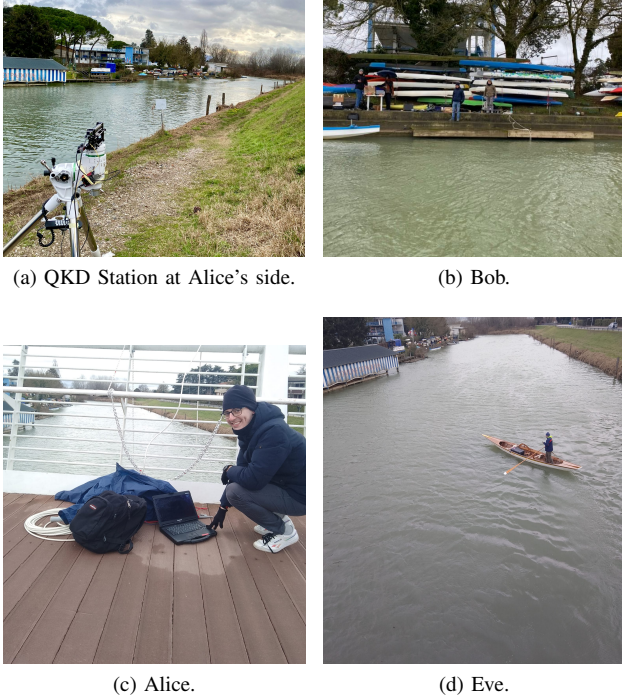 (a) QKD Station at Alice's side.
(b) Bob.
(c) Alice.
(d) Eve.